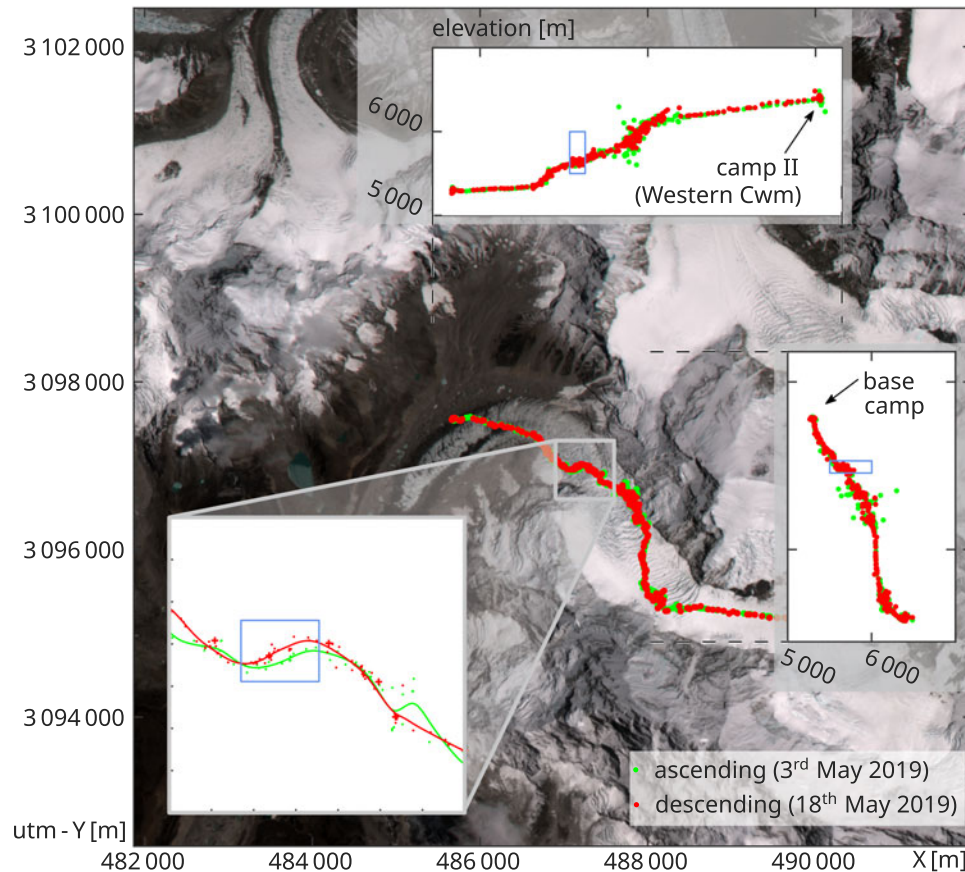 elevation [m]
3 102 000
6 000
camp II
(Western Cwm)
5 000
3 100 000
3 098 000
base
camp
3 096 000
5 000
6 000
3 094 000
ascending (3rd May 2019)
descending (18th May 2019)
utm - Y [m]
482 000
484 000
486 000
488 000
490 000
X [m]